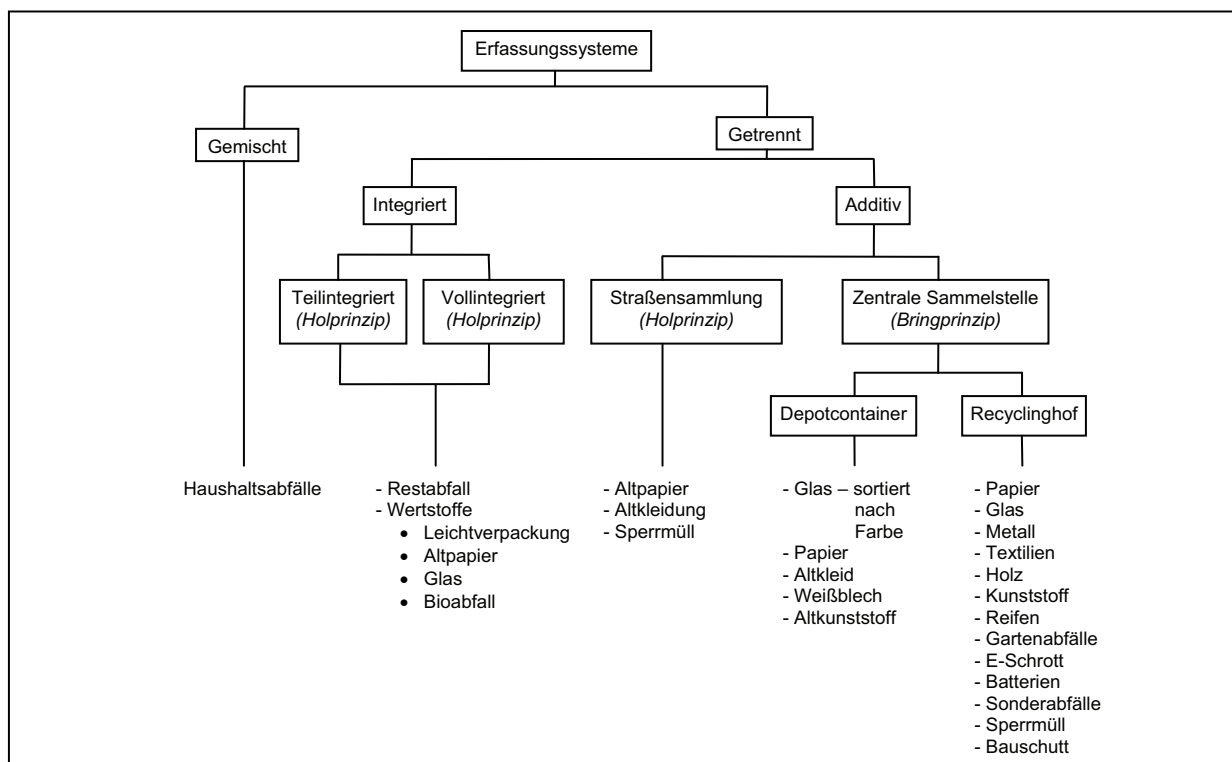 Erfassungssysteme
Gemischt
Getrennt
Integriert
Additiv
Teilintegriert
(Holprinzip)
Vollintegriert
(Holprinzip)
Straßensammlung
(Holprinzip)
Zentrale Sammelstelle
(Bringprinzip)
Depotcontainer
Recyclinghof
Haushaltsabfälle
- Restabfall
- Wertstoffe
• Leichtverpackung
• Altpapier
• Glas
• Bioabfall
- Altpapier
- Altkleidung
- Sperrmüll
- Glas – sortiert
nach
Farbe
- Papier
- Altkleid
- Weißblech
- Altkunststoff
- Papier
- Glas
- Metall
- Textilien
- Holz
- Kunststoff
- Reifen
- Gartenabfälle
- E-Schrott
- Batterien
- Sonderabfälle
- Sperrmüll
- Bauschutt